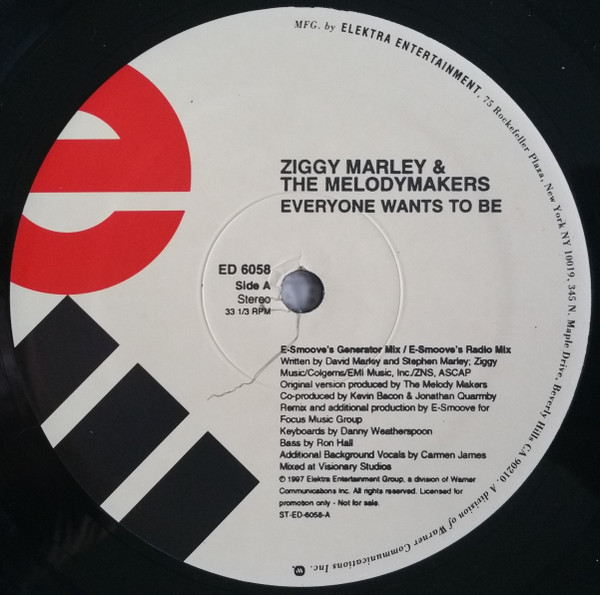 MFG. by ELEKTRA ENTERTAINMENT, 75 Rockefeller Plaza, New York NY 10019, 345 N. Maple Drive, Beverly Hills CA 90210. A division of Warner Communications Inc.
e
ZIGGY MARLEY &
THE MELODYMAKERS
EVERYONE WANTS TO BE
ED 6058
Side A
Stereo
33 1/3 RPM
E-Smoove's Generator Mix / E-Smoove's Radio Mix
Written by David Marley and Stephen Marley; Ziggy
Music/Colgems/EMI Music, Inc./ZNS, ASCAP
Original version produced by The Melody Makers
Co-produced by Kevin Bacon & Jonathan Quarmby
Remix and additional production by E-Smoove for
Focus Music Group
Keyboards by Danny Weatherspoon
Bass by Ron Hall
Additional Background Vocals by Carmen James
Mixed at Visionary Studios
© 1997 Elektra Entertainment Group, a division of Warner
Communications Inc. All rights reserved. Licensed for
promotion only - Not for sale.
ST-ED-6058-A